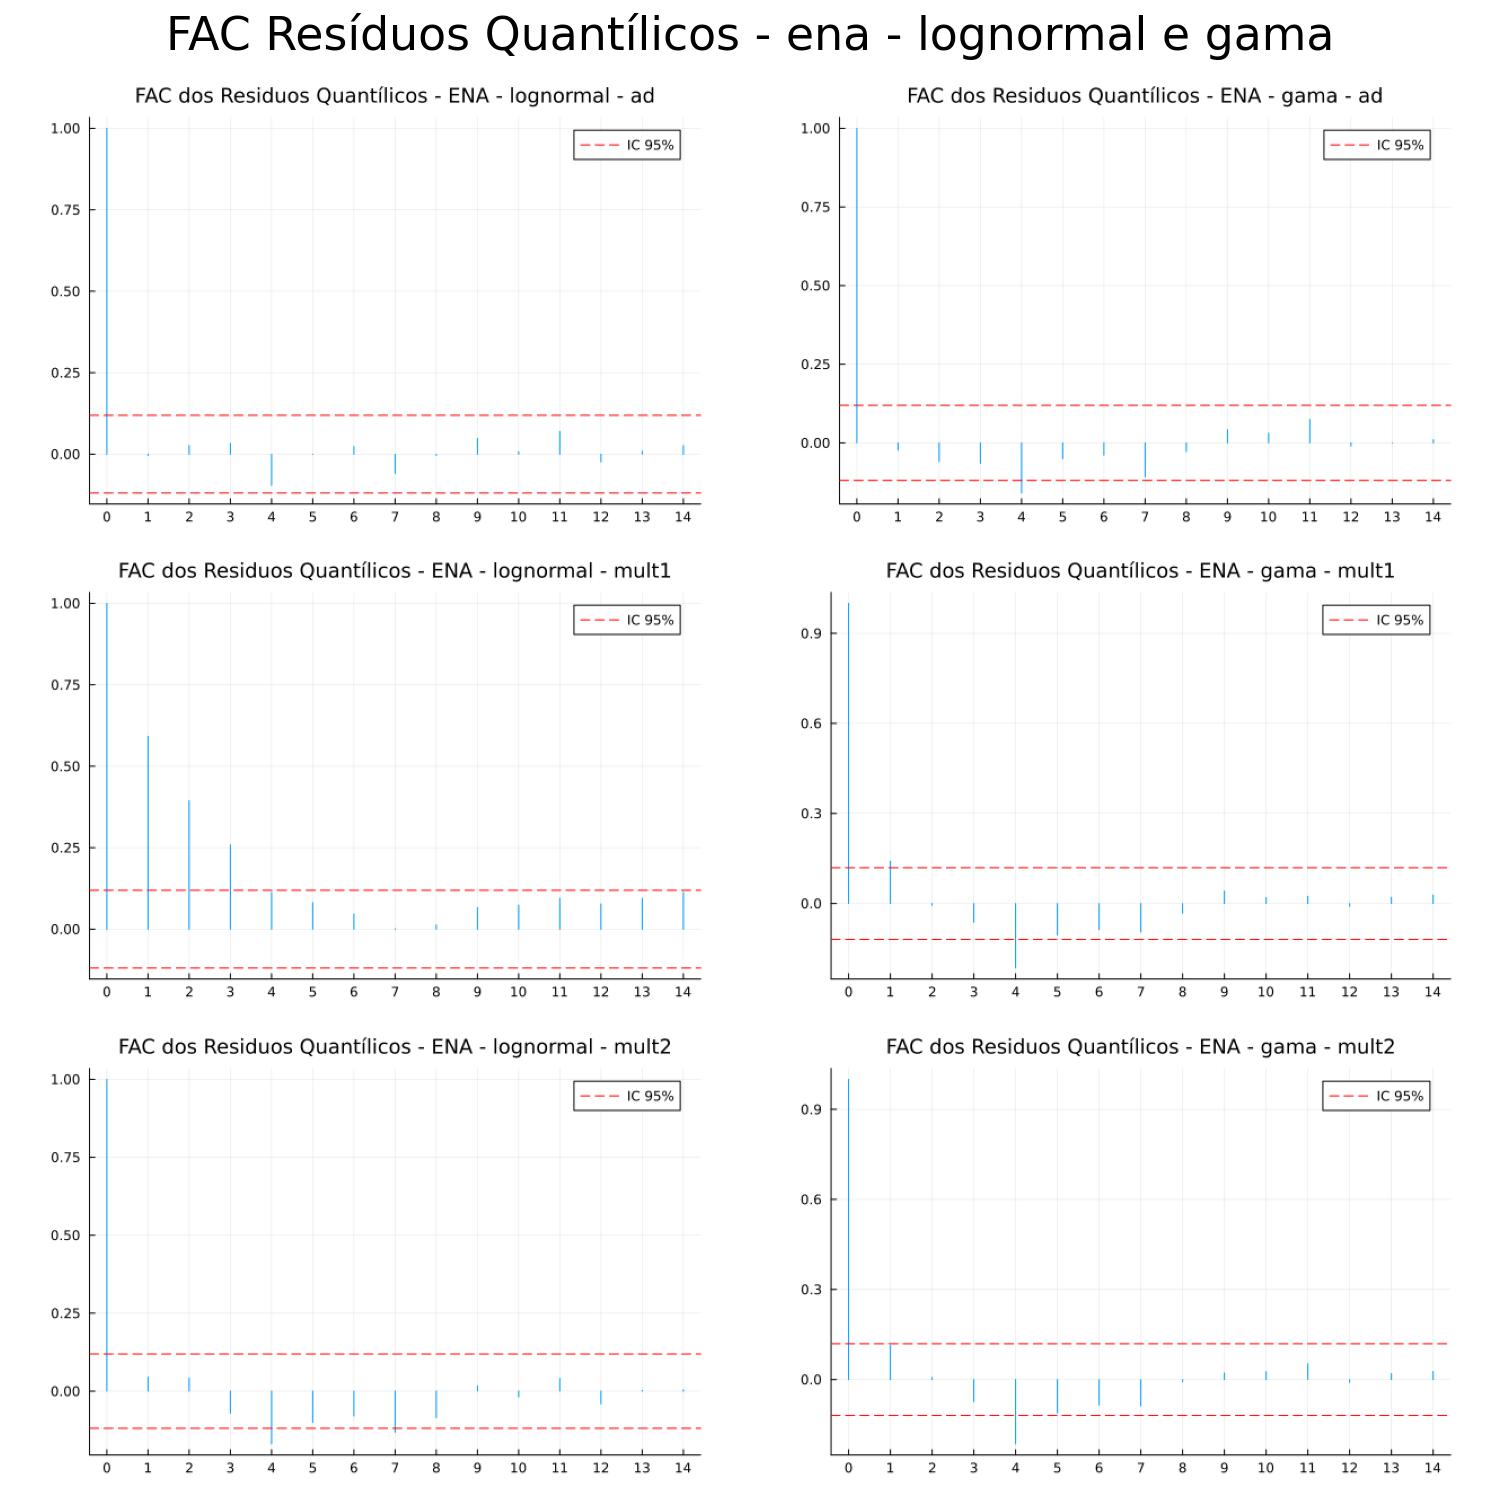 FAC Resíduos Quantílicos - ena - lognormal e gama
FAC dos Residuos Quantílicos - ENA - lognormal - ad
1.00
0.75
0.50
0.25
0.00
IC 95%
0 1 2 3 4 5 6 7 8 9 10 11 12 13 14
FAC dos Residuos Quantílicos - ENA - gama - ad
1.00
0.75
0.50
0.25
0.00
IC 95%
0 1 2 3 4 5 6 7 8 9 10 11 12 13 14
FAC dos Residuos Quantílicos - ENA - lognormal - mult1
1.00
0.75
0.50
0.25
0.00
IC 95%
0 1 2 3 4 5 6 7 8 9 10 11 12 13 14
FAC dos Residuos Quantílicos - ENA - gama - mult1
0.9
0.6
0.3
0.0
IC 95%
0 1 2 3 4 5 6 7 8 9 10 11 12 13 14
FAC dos Residuos Quantílicos - ENA - lognormal - mult2
1.00
0.75
0.50
0.25
0.00
IC 95%
0 1 2 3 4 5 6 7 8 9 10 11 12 13 14
FAC dos Residuos Quantílicos - ENA - gama - mult2
0.9
0.6
0.3
0.0
IC 95%
0 1 2 3 4 5 6 7 8 9 10 11 12 13 14